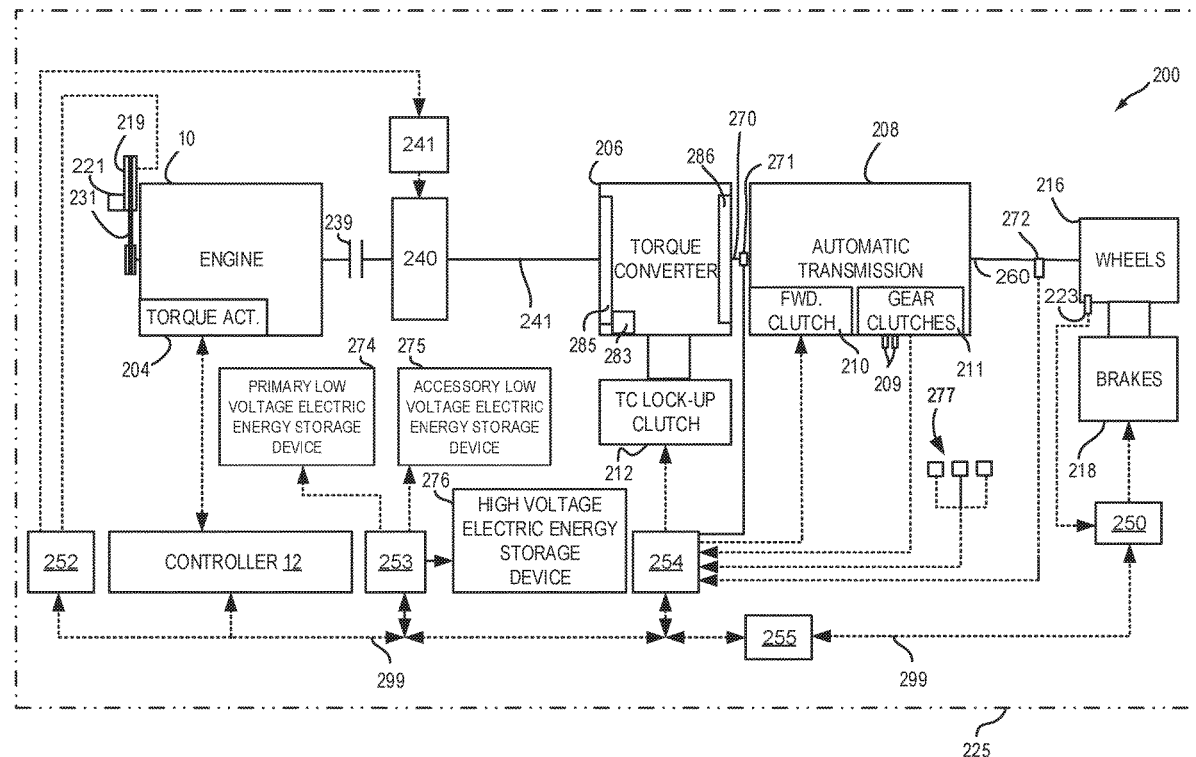 200
219
10
241
206
286
270
271
208
216
221
231
239
272
ENGINE
240
TORQUE
CONVERTER
AUTOMATIC
TRANSMISSION
WHEELS
260
241
223
TORQUE ACT.
285
283
FWD.
CLUTCH
GEAR
CLUTCHES
204
274
275
210
209
211
PRIMARY LOW
VOLTAGE ELECTRIC
ENERGY STORAGE
DEVICE
ACCESSORY LOW
VOLTAGE ELECTRIC
ENERGY STORAGE
DEVICE
TC LOCK-UP
CLUTCH
BRAKES
277
212
218
276
HIGH VOLTAGE
ELECTRIC ENERGY
STORAGE
DEVICE
250
252
CONTROLLER 12
253
254
255
299
299
225